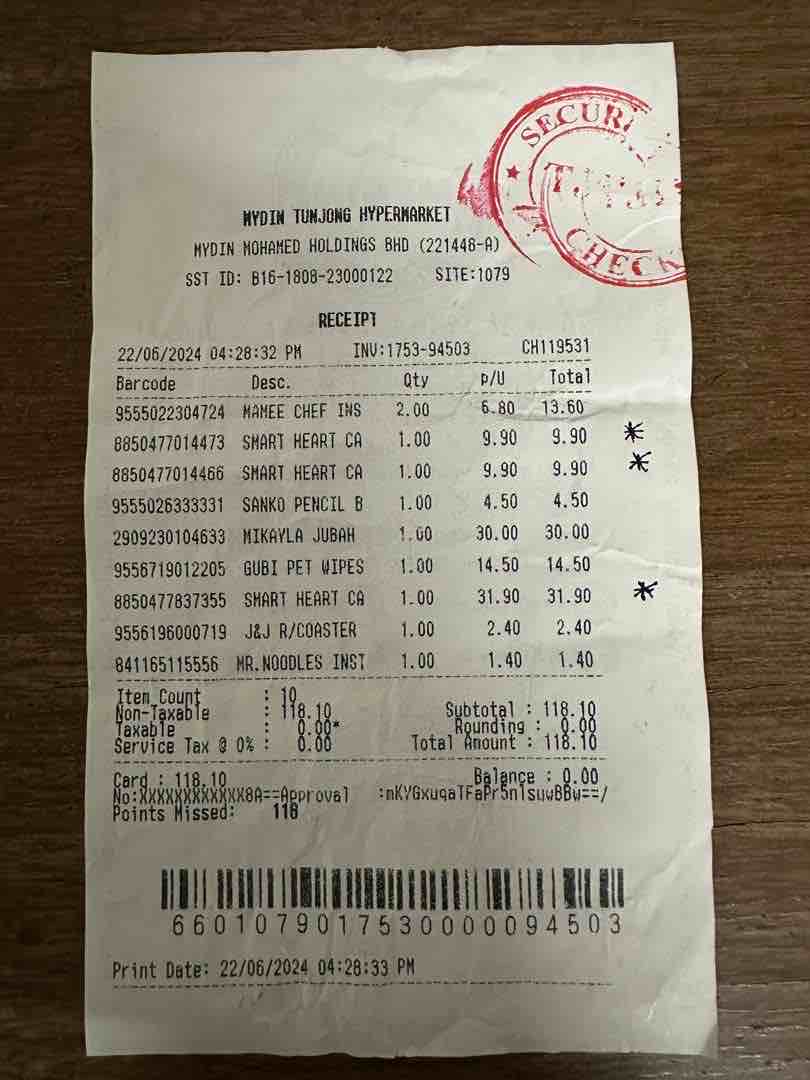 SECURI
CHECK
MYDIN TUNJONG HYPERMARKET
MYDIN MOHAMED HOLDINGS BHD (221448-A)
SST ID: B16-1808-23000122 SITE:1079
RECEIPT
22/06/2024 04:28:32 PM INV:1753-94503 CH119531
Barcode Desc. Qty P/U Total
9555022304724 MAMEE CHEF INS 2.00 6.80 13.60
8850477014473 SMART HEART CA 1.00 9.90 9.90 *
8850477014466 SMART HEART CA 1.00 9.90 9.90 *
9555026333331 SANKO PENCIL B 1.00 4.50 4.50
2909230104633 MIKAYLA JUBAH 1.00 30.00 30.00
9556719012205 GUBI PET WIPES 1.00 14.50 14.50
8850477837355 SMART HEART CA 1.00 31.90 31.90 *
9556196000719 J&J R/COASTER 1.00 2.40 2.40
841165115556 MR.NOODLES INST 1.00 1.40 1.40
Item Count : 10
Non-Taxable : 118.10 Subtotal : 118.10
Taxable : 0.00* Rounding : 0.00
Service Tax @ 0% : 0.00 Total Amount : 118.10
Card : 118.10 Balance : 0.00
No:XXXXXXXXXXXX8A==Approval :mKYGxuqaTFaPr5nlsuwBBw==/
Points Missed: 118
66010790175300000094503
Print Date: 22/06/2024 04:28:33 PM